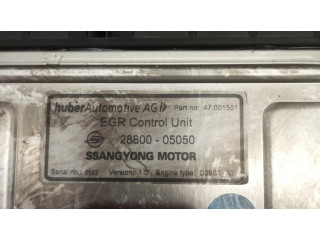 huberAutomotive AG Part no: 47.001551
EGR Control Unit
28800 - 05050
SSANGYONG MOTOR
Serial no: Version: 1.0 Engine type: